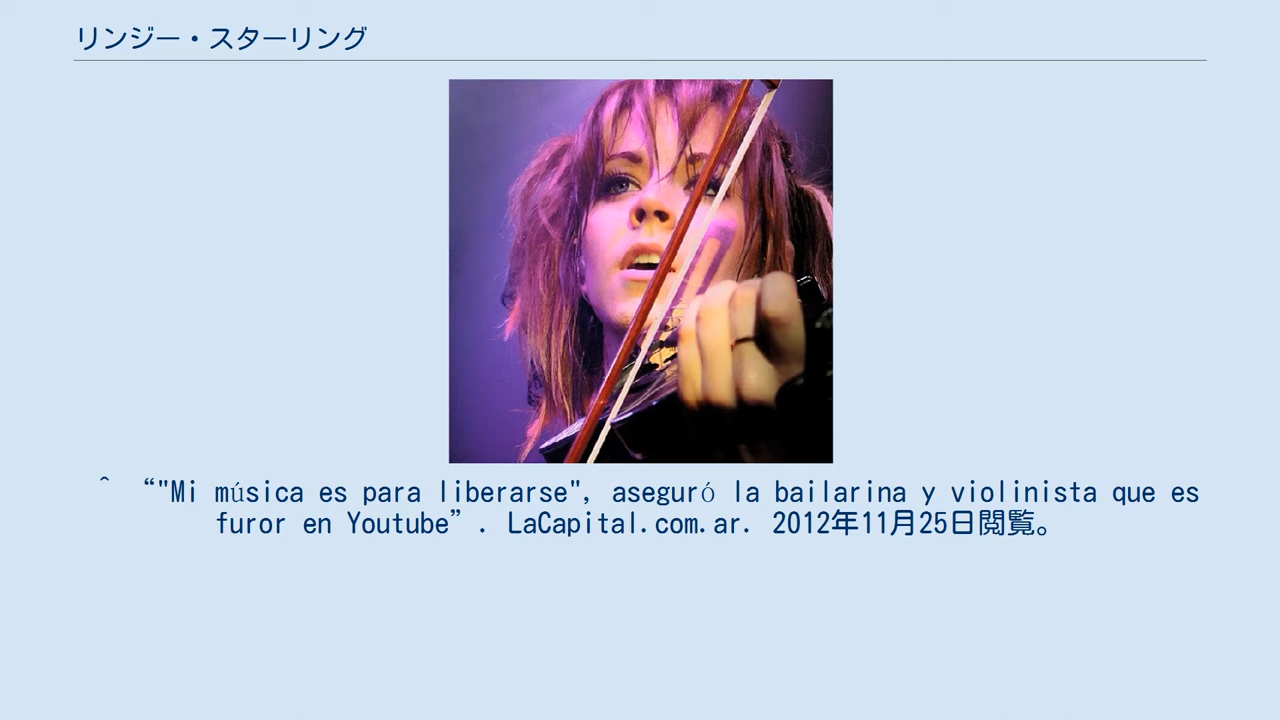 リンジー・スターリング
^ “"Mi música es para liberarse", aseguró la bailarina y violinista que es
furor en Youtube”. LaCapital.com.ar. 2012年11月25日閲覧。